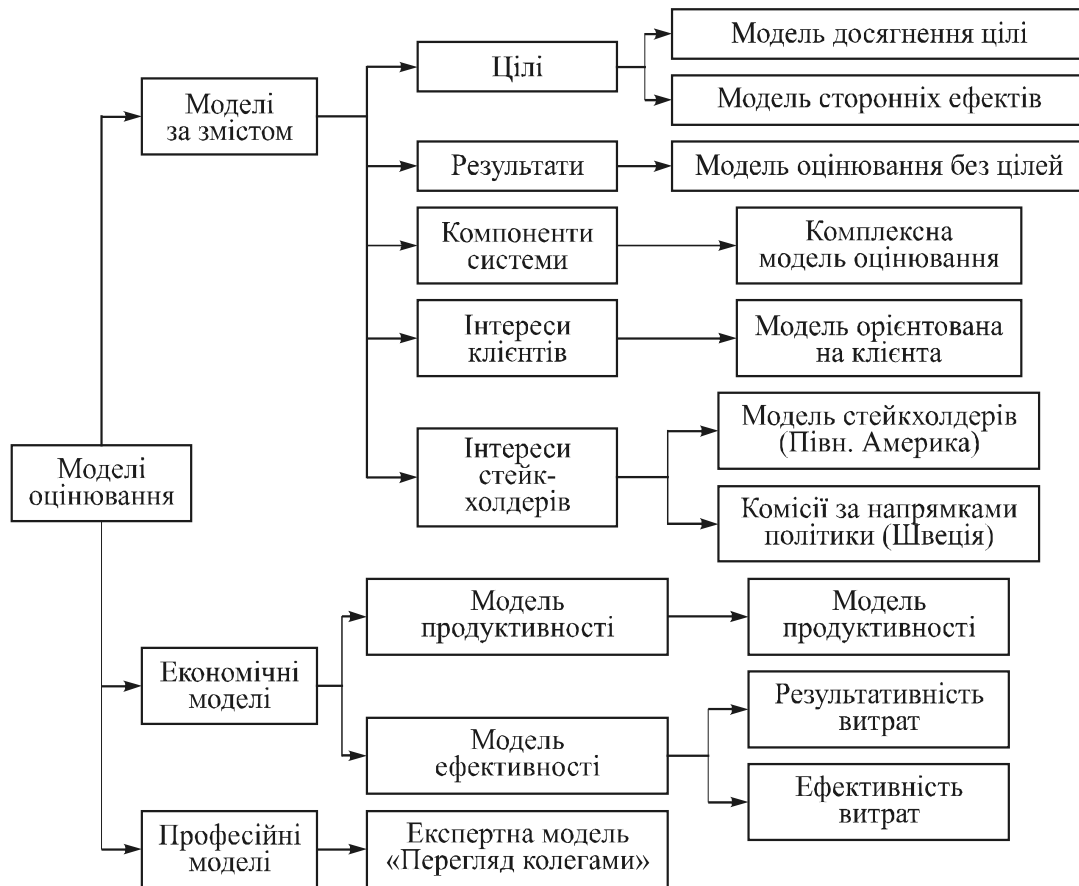 Цілі
Модель досягнення цілі
Модель сторонніх ефектів
Моделі
за змістом
Результати
Модель оцінювання без цілей
Компоненти
системи
Комплексна
модель оцінювання
Інтереси
клієнтів
Модель орієнтована
на клієнта
Інтереси
стейк-
холдерів
Модель стейкхолдерів
(Півн. Америка)
Комісії за напрямками
політики (Швеція)
Моделі
оцінювання
Економічні
моделі
Модель
продуктивності
Модель
продуктивності
Модель
ефективності
Результативність
витрат
Ефективність
витрат
Професійні
моделі
Експертна модель
«Перегляд колегами»